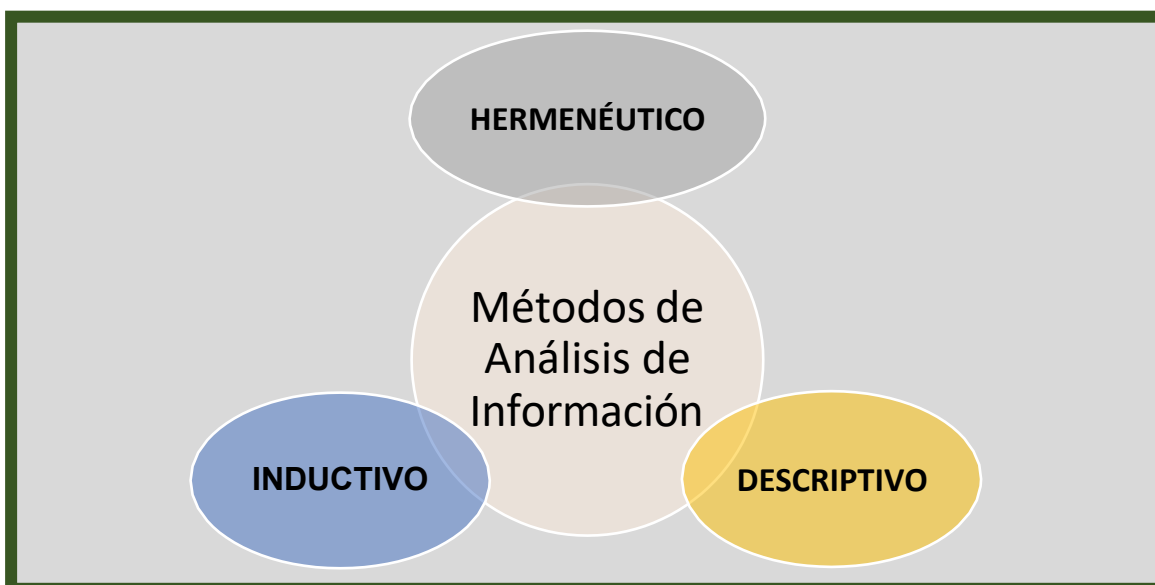 HERMENÉUTICO
Métodos de
Análisis de
Información
INDUCTIVO
DESCRIPTIVO